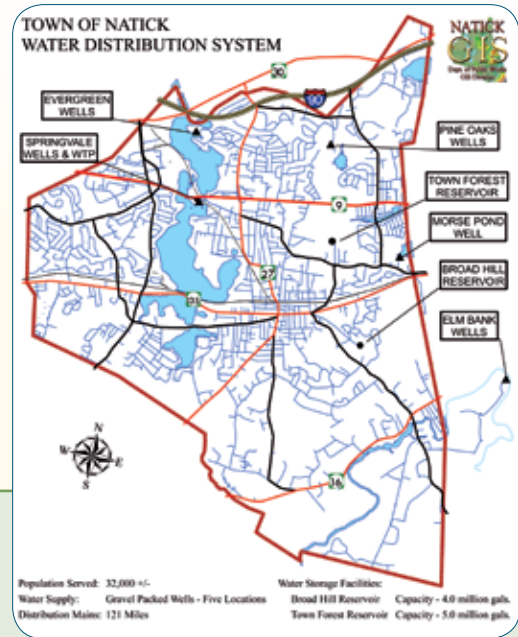 TOWN OF NATICK
WATER DISTRIBUTION SYSTEM
NATICK
GIS
30
90
EVERGREEN
WELLS
SPRINGVALE
WELLS & WTP
PINE OAKS
WELLS
TOWN FOREST
RESERVOIR
9
MORSE POND
WELL
27
BROAD HILL
RESERVOIR
ELM BANK
WELLS
N
W E
S
16
Population Served: 32,000 +/-
Water Supply: Gravel Packed Wells - Five Locations
Distribution Mains: 121 Miles
Water Storage Facilities:
Broad Hill Reservoir Capacity - 4.0 million gals.
Town Forest Reservoir Capacity - 5.0 million gals.